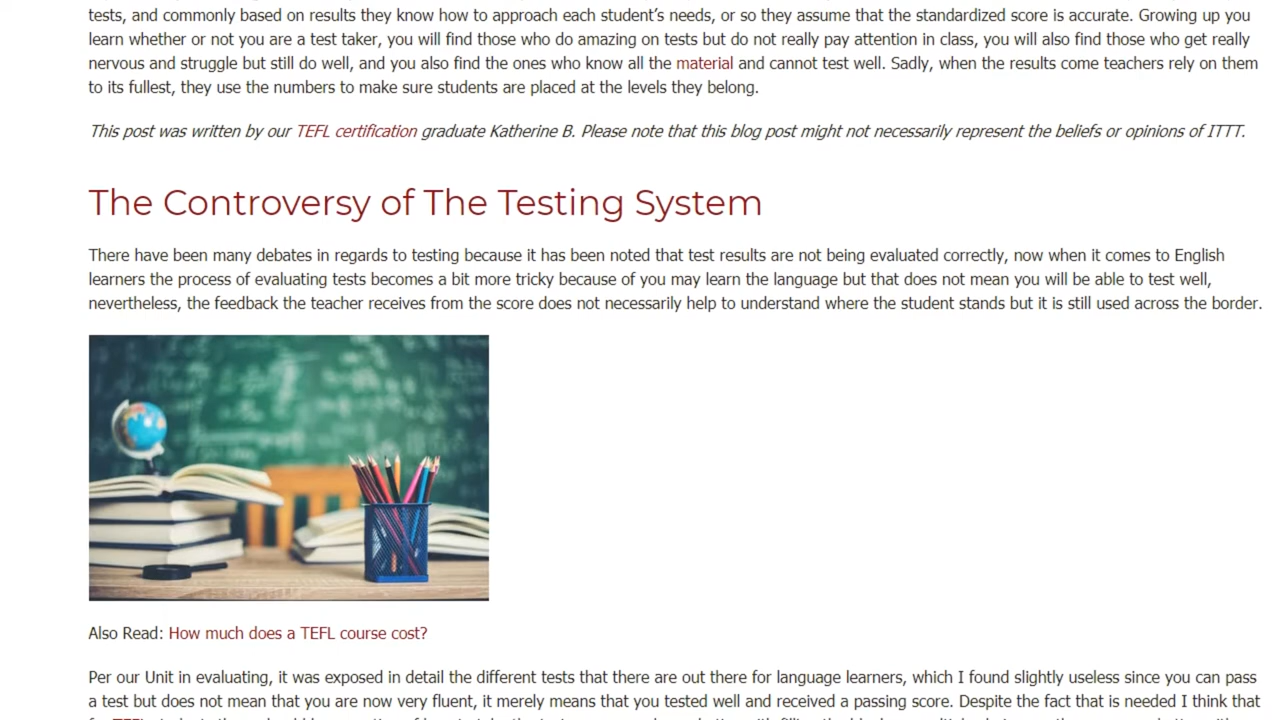 tests, and commonly based on results they know how to approach each student's needs, or so they assume that the standardized score is accurate. Growing up you
learn whether or not you are a test taker, you will find those who do amazing on tests but do not really pay attention in class, you will also find those who get really
nervous and struggle but still do well, and you also find the ones who know all the material and cannot test well. Sadly, when the results come teachers rely on them
to its fullest, they use the numbers to make sure students are placed at the levels they belong.
This post was written by our TEFL certification graduate Katherine B. Please note that this blog post might not necessarily represent the beliefs or opinions of ITTT.
The Controversy of The Testing System
There have been many debates in regards to testing because it has been noted that test results are not being evaluated correctly, now when it comes to English
learners the process of evaluating tests becomes a bit more tricky because of you may learn the language but that does not mean you will be able to test well,
nevertheless, the feedback the teacher receives from the score does not necessarily help to understand where the student stands but it is still used across the border.
Also Read: How much does a TEFL course cost?
Per our Unit in evaluating, it was exposed in detail the different tests that there are out there for language learners, which I found slightly useless since you can pass
a test but does not mean that you are now very fluent, it merely means that you tested well and received a passing score. Despite the fact that is needed I think that